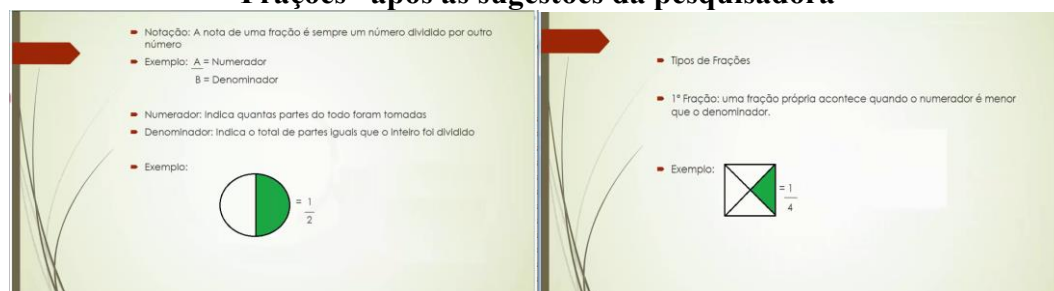 "Frações" após as sugestões da pesquisadora
Notação: A nota de uma fração é sempre um número dividido por outro
número
Exemplo: A = Numerador
B = Denominador
Numerador: Indica quantas partes do todo foram tomadas
Denominador: Indica o total de partes iguais que o inteiro foi dividido
Exemplo:
= 1
2
Tipos de Frações
1ª Fração: uma fração própria acontece quando o numerador é menor
que o denominador.
Exemplo:
= 1
4